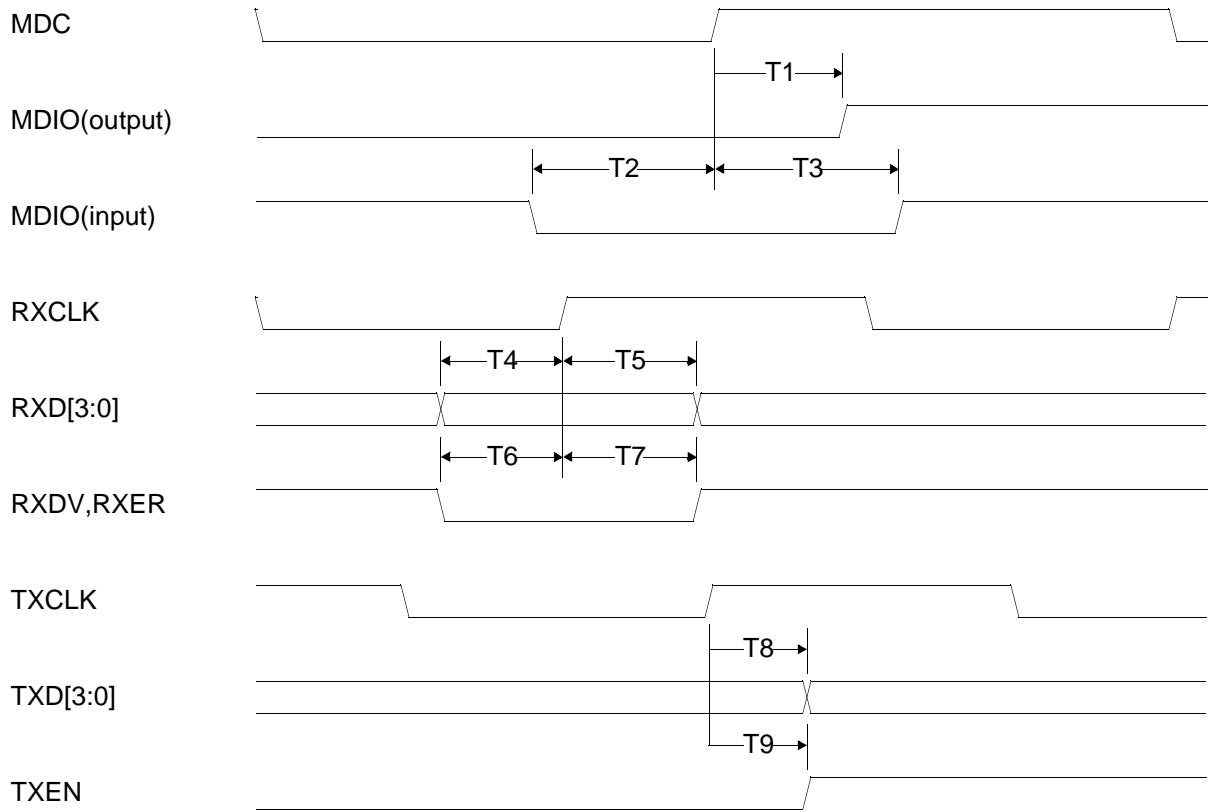 MDC
T1
MDIO(output)
T2 T3
MDIO(input)
RXCLK
T4 T5
RXD[3:0]
T6 T7
RXDV,RXER
TXCLK
T8
TXD[3:0]
T9
TXEN